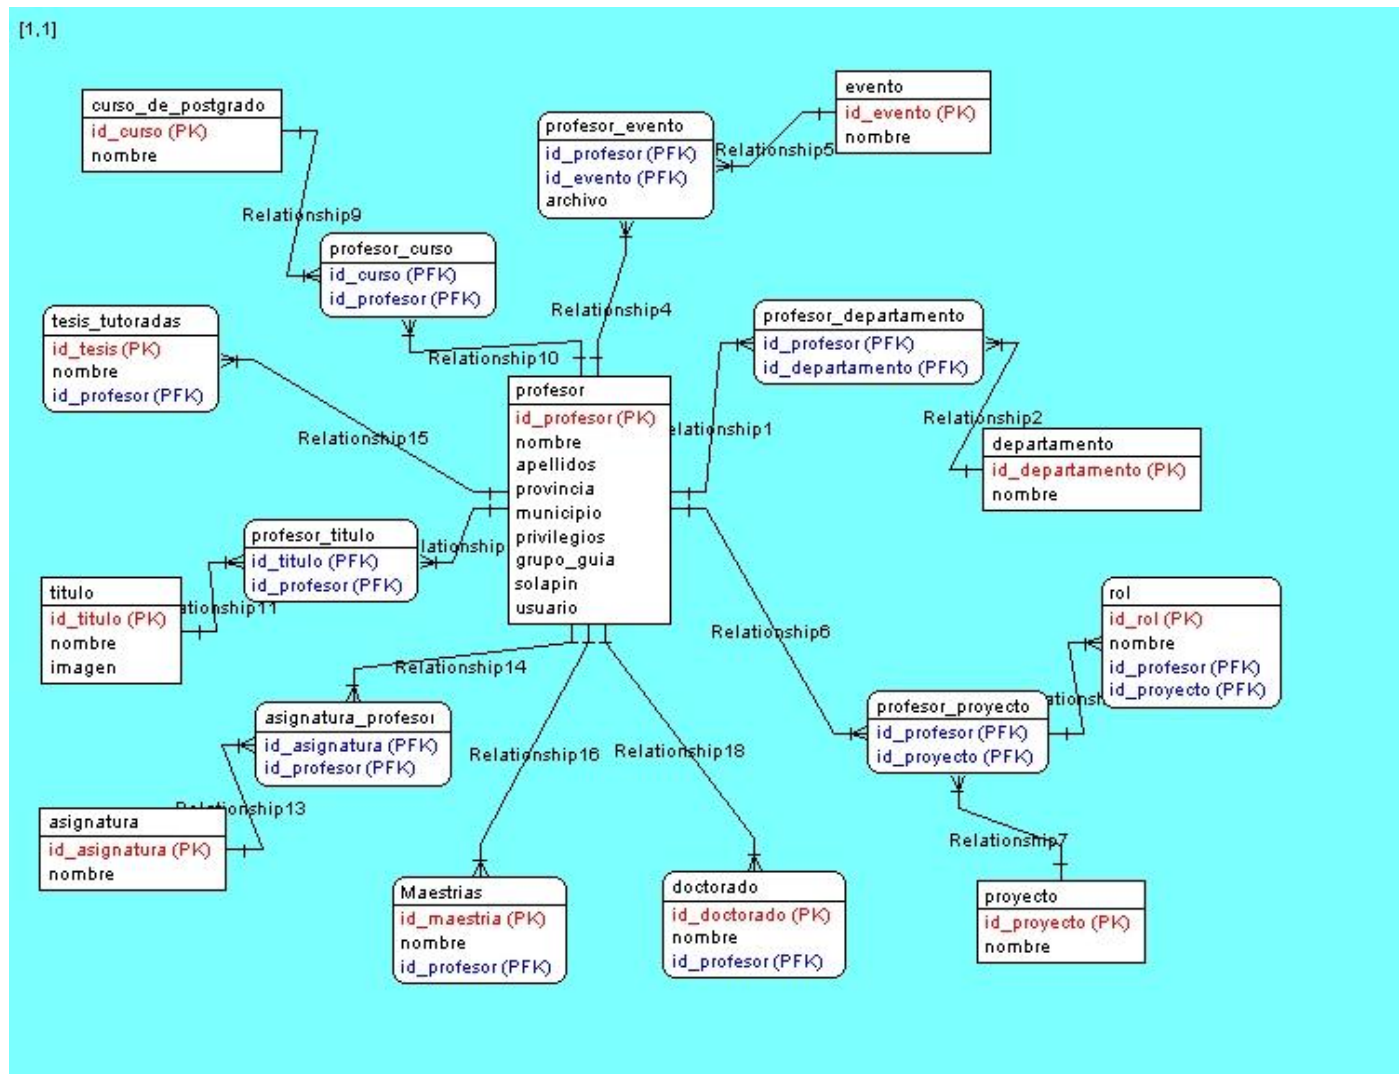 [1,1]
curso_de_postgrado
id_curso (PK)
nombre
profesor_evento
id_profesor (PFK)
id_evento (PFK)
archivo
evento
id_evento (PK)
nombre
Relationship5
Relationship9
profesor_curso
id_curso (PFK)
id_profesor (PFK)
Relationship4
Relationship10
tesis_tutoradas
id_tesis (PK)
nombre
id_profesor (PFK)
Relationship15
profesor_departamento
id_profesor (PFK)
id_departamento (PFK)
Relationship2
elationship1
departamento
id_departamento (PK)
nombre
profesor
id_profesor (PK)
nombre
apellidos
provincia
municipio
privilegios
grupo_guia
solapin
usuario
profesor_titulo
id_titulo (PFK)
id_profesor (PFK)
lationship
titulo
id_titulo (PK)
nombre
imagen
ationship11
Relationship14
Relationship6
rol
id_rol (PK)
nombre
id_profesor (PFK)
id_proyecto (PFK)
asignatura_profesor
id_asignatura (PFK)
id_profesor (PFK)
Relationship13
Relationship16
Relationship18
profesor_proyecto
id_profesor (PFK)
id_proyecto (PFK)
ationsh
asignatura
id_asignatura (PK)
nombre
Relationship7
Maestrias
id_maestria (PK)
nombre
id_profesor (PFK)
doctorado
id_doctorado (PK)
nombre
id_profesor (PFK)
proyecto
id_proyecto (PK)
nombre